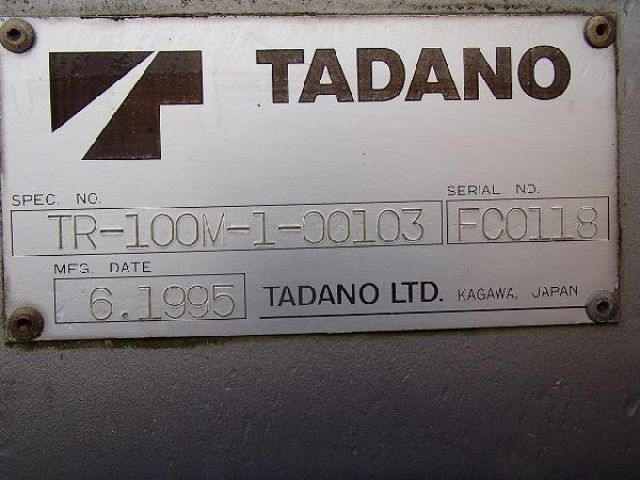 TADANO
SPEC. NO. SERIAL NO.
TR-100M-1-00103 FC0118
MFG. DATE
6.1995 TADANO LTD. KAGAWA, JAPAN